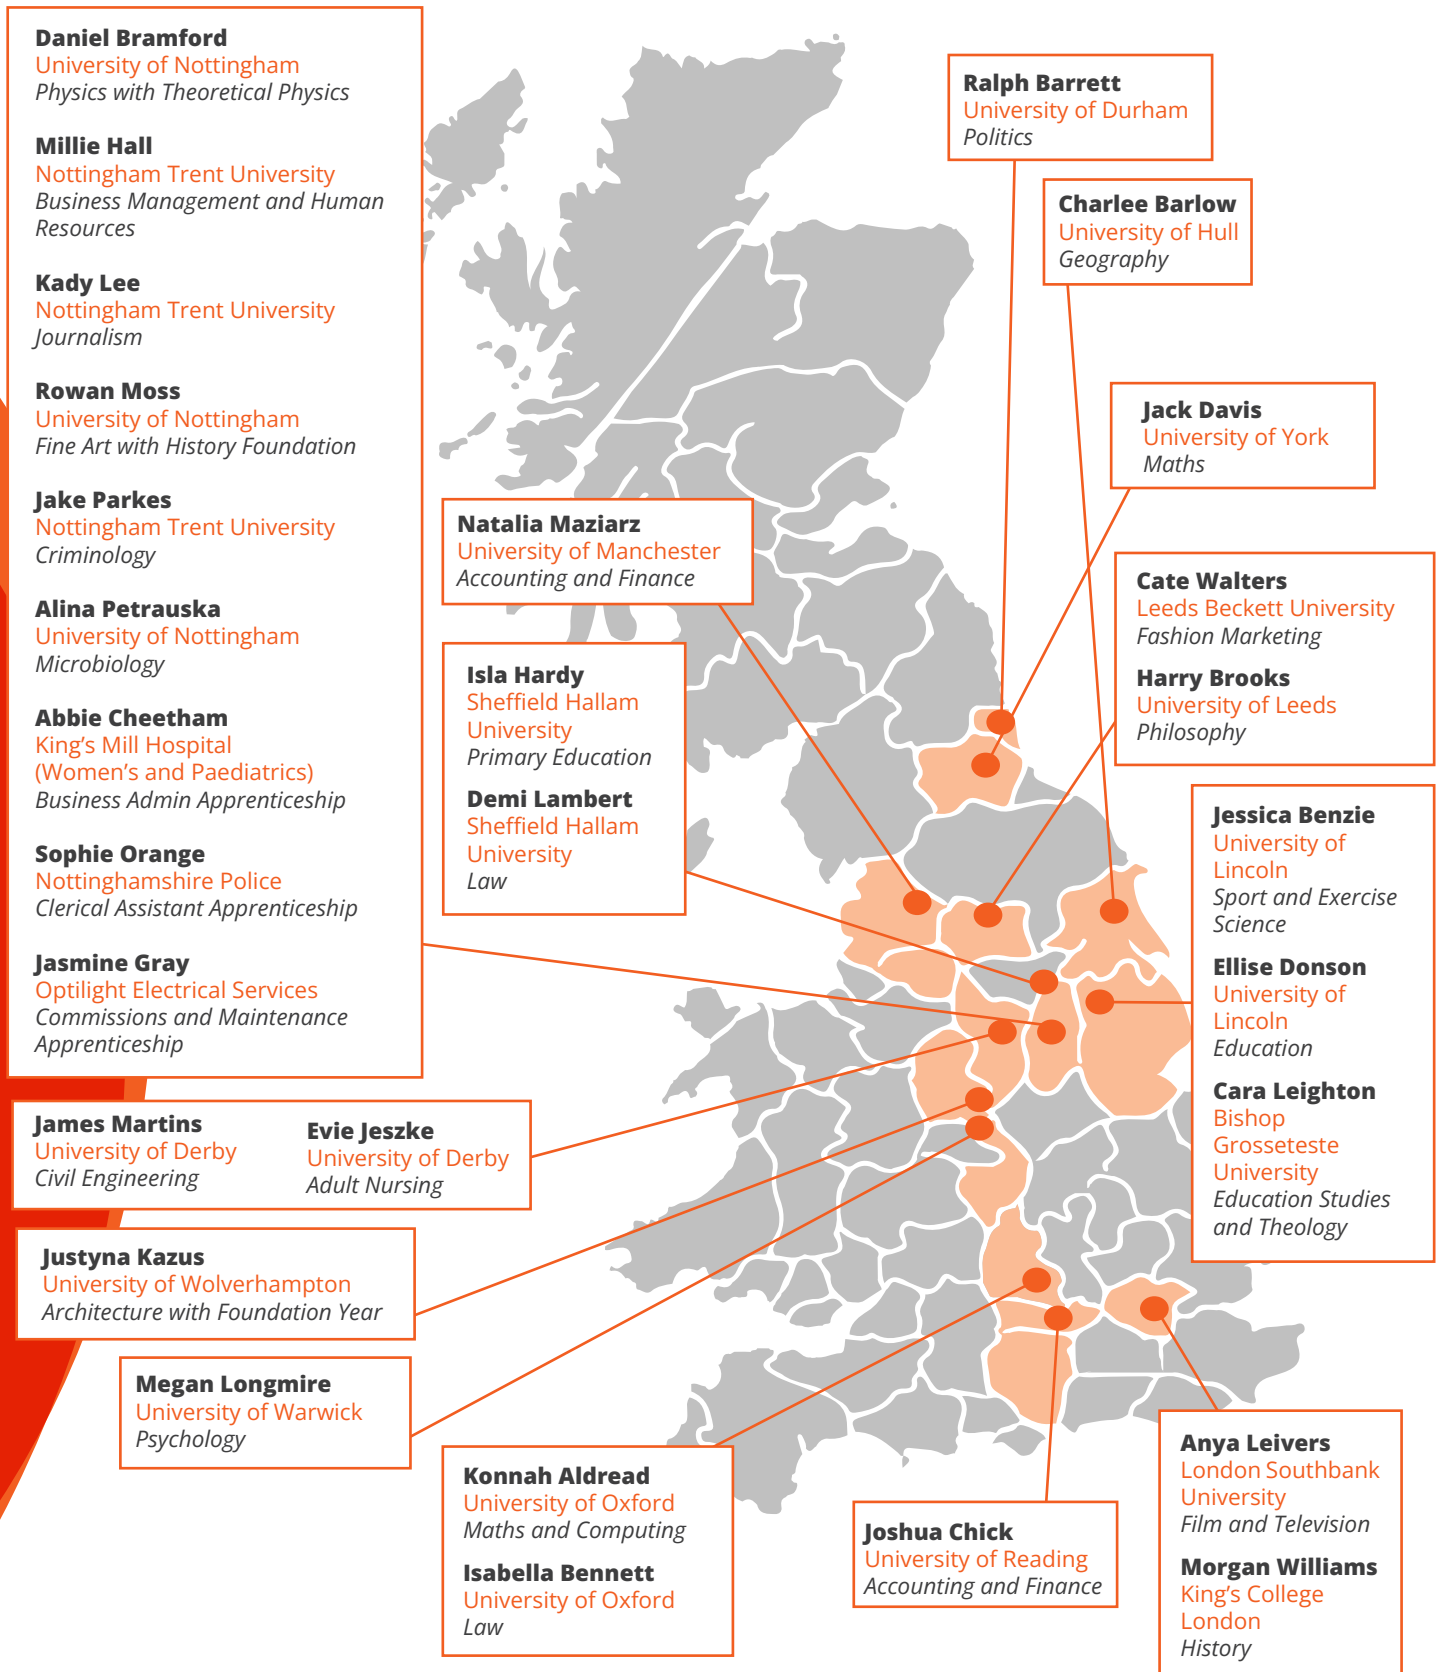 Daniel Bramford
University of Nottingham
Physics with Theoretical Physics
Millie Hall
Nottingham Trent University
Business Management and Human
Resources
Kady Lee
Nottingham Trent University
Journalism
Rowan Moss
University of Nottingham
Fine Art with History Foundation
Jake Parkes
Nottingham Trent University
Criminology
Alina Petrauska
University of Nottingham
Microbiology
Abbie Cheetham
King's Mill Hospital
(Women's and Paediatrics)
Business Admin Apprenticeship
Sophie Orange
Nottinghamshire Police
Clerical Assistant Apprenticeship
Jasmine Gray
Optilight Electrical Services
Commissions and Maintenance
Apprenticeship
Ralph Barrett
University of Durham
Politics
Charlee Barlow
University of Hull
Geography
Jack Davis
University of York
Maths
Natalia Maziarz
University of Manchester
Accounting and Finance
Cate Walters
Leeds Beckett University
Fashion Marketing
Harry Brooks
University of Leeds
Philosophy
Isla Hardy
Sheffield Hallam
University
Primary Education
Demi Lambert
Sheffield Hallam
University
Law
Jessica Benzie
University of
Lincoln
Sport and Exercise
Science
Ellise Donson
University of
Lincoln
Education
Cara Leighton
Bishop
Grosseteste
University
Education Studies
and Theology
James Martins
University of Derby
Civil Engineering
Evie Jeszke
University of Derby
Adult Nursing
Justyna Kazus
University of Wolverhampton
Architecture with Foundation Year
Megan Longmire
University of Warwick
Psychology
Konnah Aldread
University of Oxford
Maths and Computing
Isabella Bennett
University of Oxford
Law
Joshua Chick
University of Reading
Accounting and Finance
Anya Leivers
London Southbank
University
Film and Television
Morgan Williams
King's College
London
History